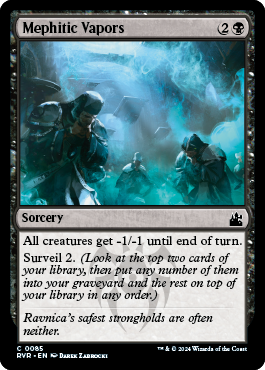 Mephitic Vapors 2
Sorcery
All creatures get -1/-1 until end of turn.
Surveil 2. (Look at the top two cards of
your library, then put any number of them
into your graveyard and the rest on top
of your library in any order.)
Ravnica's safest strongholds are often
neither.
C 0085
RVR • EN Darek Zabrocki
™ & © 2024 Wizards of the Coast